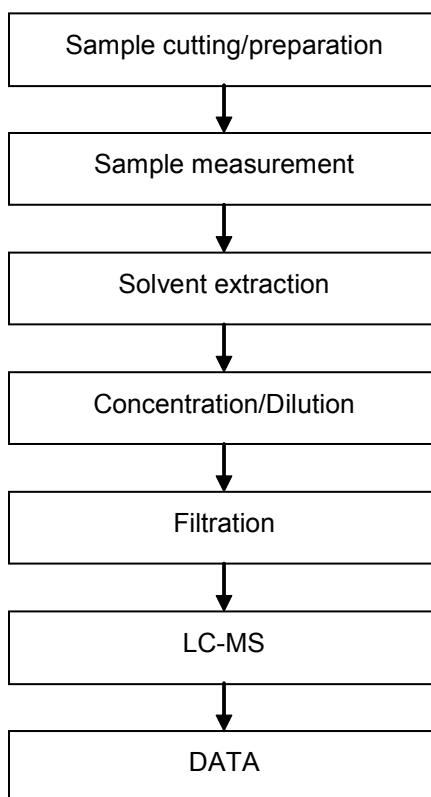 Sample cutting/preparation
Sample measurement
Solvent extraction
Concentration/Dilution
Filtration
LC-MS
DATA